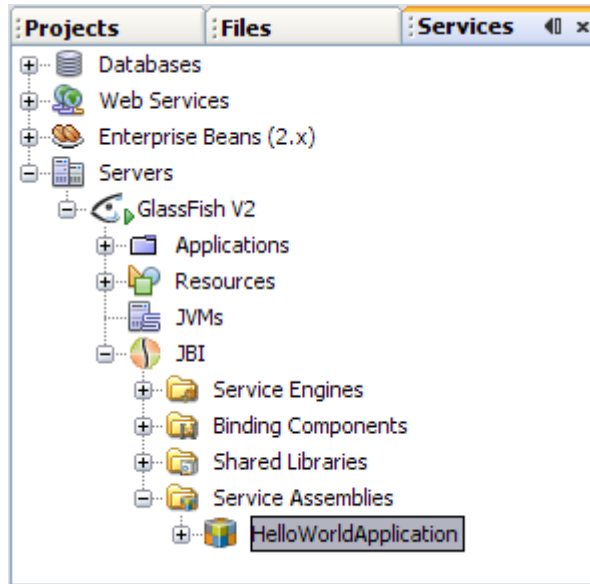 Projects Files Services
Databases
Web Services
Enterprise Beans (2.x)
Servers
GlassFish V2
Applications
Resources
JVMs
JBI
Service Engines
Binding Components
Shared Libraries
Service Assemblies
HelloWorldApplication